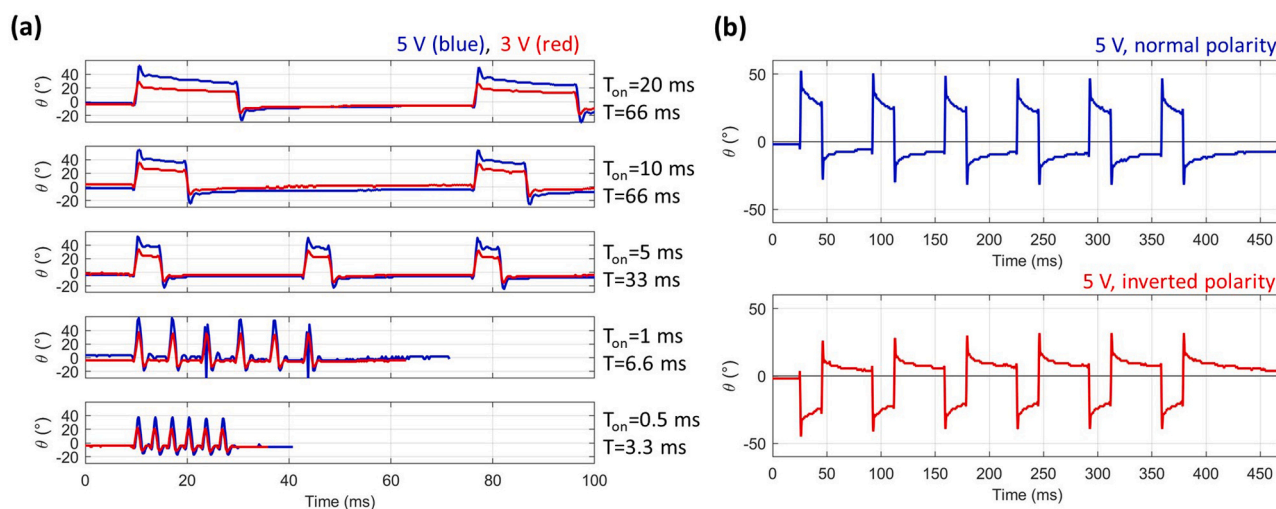 (a)
5 V (blue), 3 V (red)
θ (°)
40
20
0
-20
T_on=20 ms
T=66 ms
θ (°)
40
20
0
-20
T_on=10 ms
T=66 ms
θ (°)
40
20
0
-20
T_on=5 ms
T=33 ms
θ (°)
40
20
0
-20
T_on=1 ms
T=6.6 ms
θ (°)
40
20
0
-20
T_on=0.5 ms
T=3.3 ms
0 20 40 60 80 100
Time (ms)
(b)
5 V, normal polarity
θ (°)
50
0
-50
0 50 100 150 200 250 300 350 400 450
Time (ms)
5 V, inverted polarity
θ (°)
50
0
-50
0 50 100 150 200 250 300 350 400 450
Time (ms)